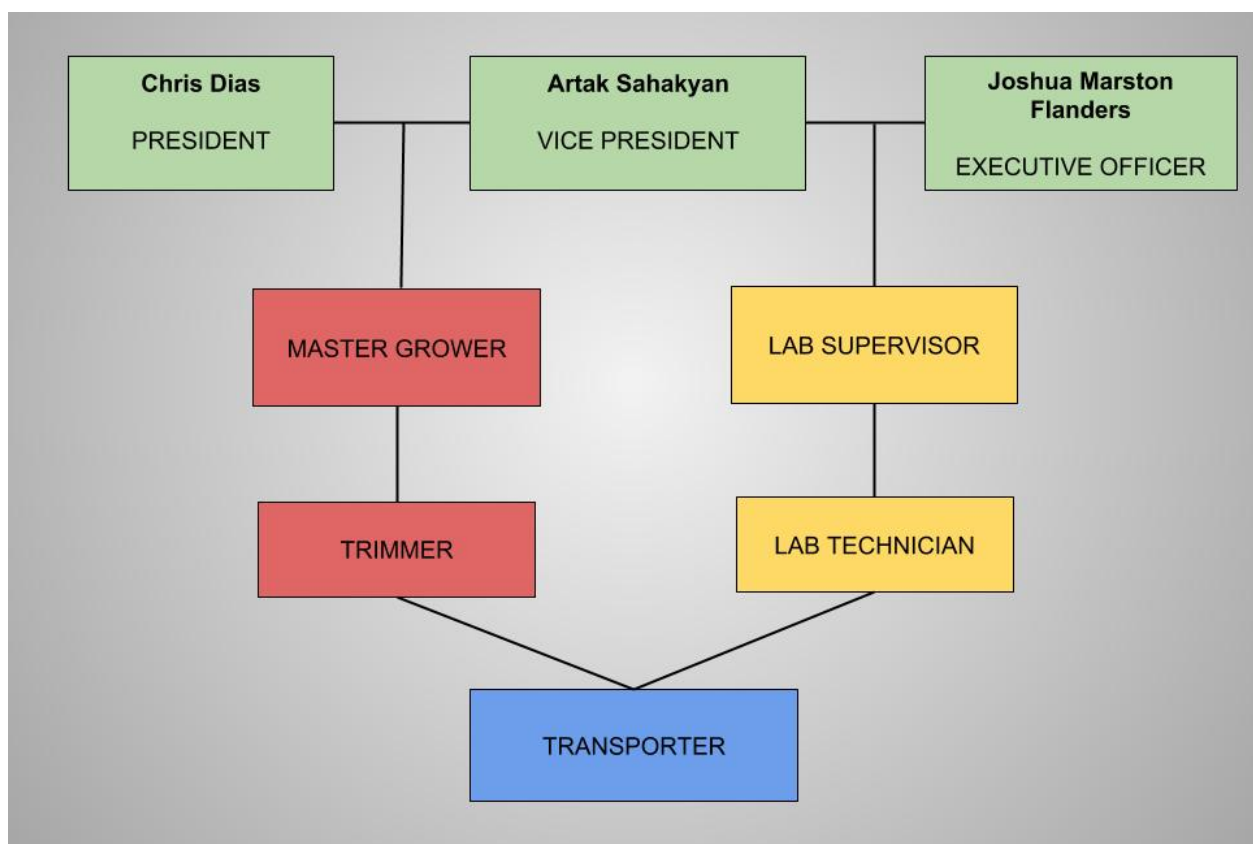 Chris Dias
PRESIDENT
Artak Sahakyan
VICE PRESIDENT
Joshua Marston
Flanders
EXECUTIVE OFFICER
MASTER GROWER
LAB SUPERVISOR
TRIMMER
LAB TECHNICIAN
TRANSPORTER